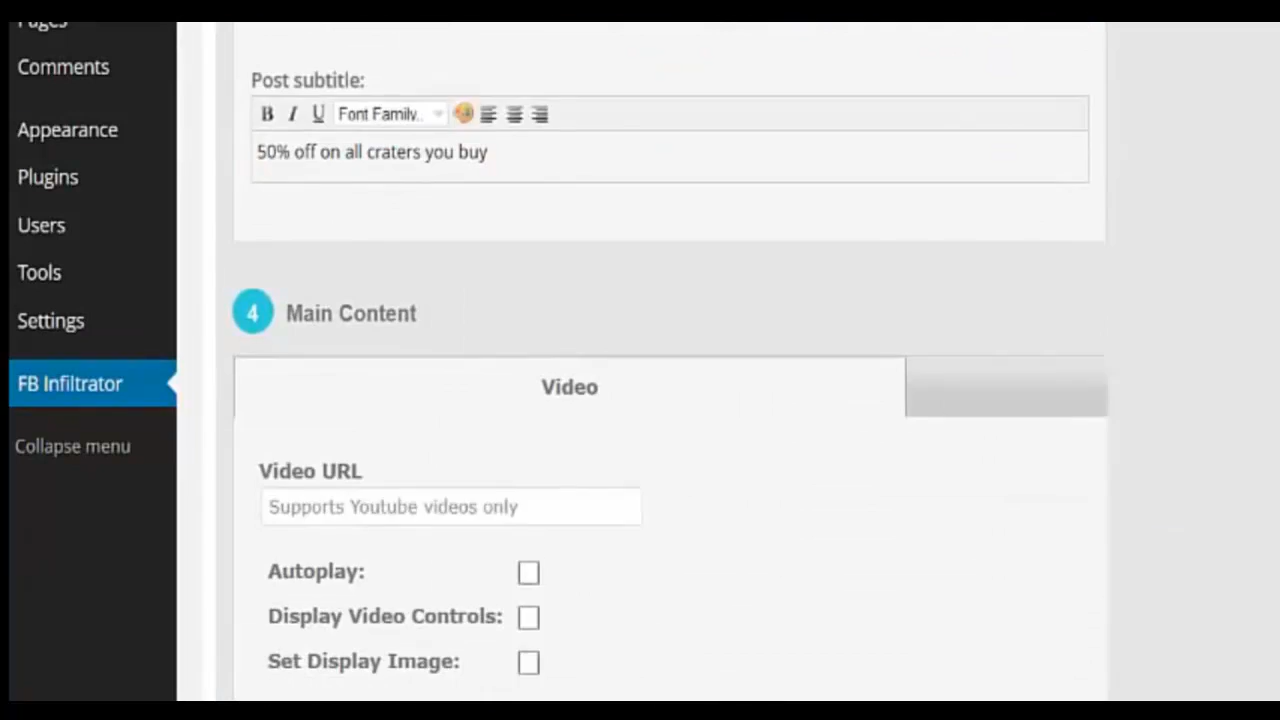 Pages
Comments
Appearance
Plugins
Users
Tools
Settings
FB Infiltrator
Collapse menu
Post subtitle:
B I U Font Family..
50% off on all craters you buy
4 Main Content
Video
Video URL
Supports Youtube videos only
Autoplay:
Display Video Controls:
Set Display Image: